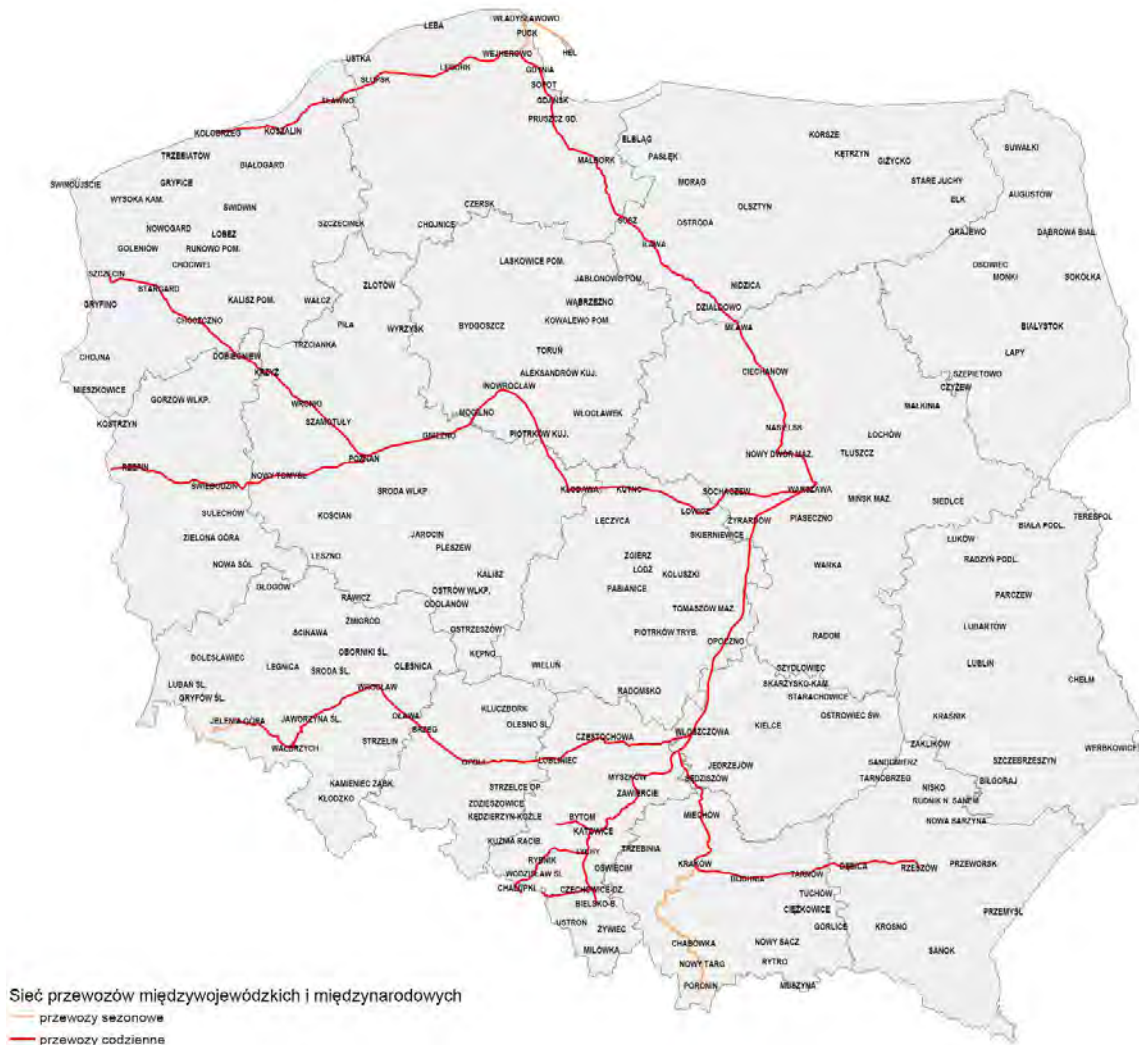 WŁADYSŁAWOWO
ŁEBA
PUCK
HEL
USTKA
WEJHEROWO
LĘBORK
GDYNIA
SŁUPSK
SOPOT
SŁAWNO
GDAŃSK
PRUSZCZ GD.
KOŁOBRZEG
KOSZALIN
ELBLĄG
KORSZE
TRZEBIATÓW
BIAŁOGARD
MALBORK
PASŁĘK
KĘTRZYN
GIŻYCKO
SUWAŁKI
ŚWINOUJŚCIE
GRYFICE
MORĄG
STARE JUCHY
WYSOKA KAM.
ŚWIDWIN
CZERSK
OLSZTYN
EŁK
AUGUSTÓW
NOWOGARD
ŁOBEZ
SZCZECINEK
CHOJNICE
SUSZ
OSTRÓDA
GRAJEWO
DĄBROWA BIAŁ.
GOLENIÓW
RUNOWO POM.
IŁAWA
CHOCIWEL
LASKOWICE POM.
OSOWIEC
SZCZECIN
JABŁONOWO POM.
MOŃKI
SOKÓŁKA
STARGARD
ZŁOTÓW
NIDZICA
GRYFINO
KALISZ POM.
WAŁCZ
WĄBRZEŹNO
DZIAŁDOWO
CHOSZCZNO
PIŁA
WYRZYSK
BYDGOSZCZ
KOWALEWO POM.
MŁAWA
BIAŁYSTOK
TRZCIANKA
TORUŃ
CHOJNA
DOBIEGNIEW
ŁAPY
KRZYŻ
ALEKSANDRÓW KUJ.
CIECHANÓW
SZEPIETOWO
MIESZKOWICE
INOWROCŁAW
CZYŻEW
GORZÓW WLKP.
WRONKI
MOGILNO
WŁOCŁAWEK
MAŁKINIA
KOSTRZYN
SZAMOTUŁY
GNIEZNO
PIOTRKÓW KUJ.
NASIELSK
ŁOCHÓW
POZNAŃ
NOWY DWÓR MAZ.
TŁUSZCZ
RZEPIN
NOWY TOMYŚL
ŚWIEBODZIN
ŚRODA WLKP
KŁODAWA
KUTNO
SOCHACZEW
WARSZAWA
MIŃSK MAZ.
SIEDLCE
SULECHÓW
KOŚCIAN
ŁOWICZ
ŻYRARDÓW
PIASECZNO
TERESPOL
ŁĘCZYCA
BIAŁA PODL.
ZIELONA GÓRA
JAROCIN
SKIERNIEWICE
ŁUKÓW
LESZNO
PLESZEW
ZGIERZ
RADZYŃ PODL.
NOWA SÓL
ŁÓDŹ
KOLUSZKI
WARKA
KALISZ
GŁOGÓW
OSTRÓW WLKP.
PABIANICE
RAWICZ
ODOLANÓW
PARCZEW
TOMASZÓW MAZ.
ŻMIGRÓD
ŚCINAWA
OSTRZESZÓW
PIOTRKÓW TRYB.
OPOCZNO
RADOM
LUBARTÓW
OBORNIKI ŚL.
KĘPNO
BOLESŁAWIEC
LEGNICA
ŚRODA ŚL.
OLEŚNICA
WIELUŃ
SZYDŁOWIEC
LUBLIN
LUBAŃ ŚL.
WROCŁAW
SKARŻYSKO-KAM.
CHEŁM
GRYFÓW ŚL.
RADOMSKO
STARACHOWICE
KLUCZBORK
JELENIA GÓRA
JAWORZYNA ŚL.
OŁAWA
OSTROWIEC ŚW.
KRAŚNIK
BRZEG
OLESNO ŚL
KIELCE
STRZELIN
CZĘSTOCHOWA
WŁOSZCZOWA
ZAKLIKÓW
WERBKOWICE
WAŁBRZYCH
OPOLE
LUBLINIEC
JĘDRZEJÓW
SANDOMIERZ
SZCZEBRZESZYN
MYSZKÓW
SĘDZISZÓW
TARNOBRZEG
BIŁGORAJ
KAMIENIEC ZĄBK.
STRZELCE OP.
ZAWIERCIE
NISKO
KŁODZKO
ZDZIESZOWICE
RUDNIK N. SANEM
KĘDZIERZYN-KOŹLE
BYTOM
MIECHÓW
NOWA SARZYNA
KATOWICE
KUŹNIA RACIB.
TYCHY
TRZEBINIA
RYBNIK
KRAKÓW
DĘBICA
RZESZÓW
PRZEWORSK
WODZISŁAW ŚL
OŚWIĘCIM
BOCHNIA
TARNÓW
CHAŁUPKI
CZECHOWICE-DZ.
TUCHÓW
BIELSKO-B.
CIĘŻKOWICE
PRZEMYŚL
USTROŃ
ŻYWIEC
GORLICE
KROSNO
CHABÓWKA
NOWY SĄCZ
MILÓWKA
SANOK
NOWY TARG
RYTRO
PORONIN
MUSZYNA
Sieć przewozów międzywojewódzkich i międzynarodowych
przewozy sezonowe
przewozy codzienne